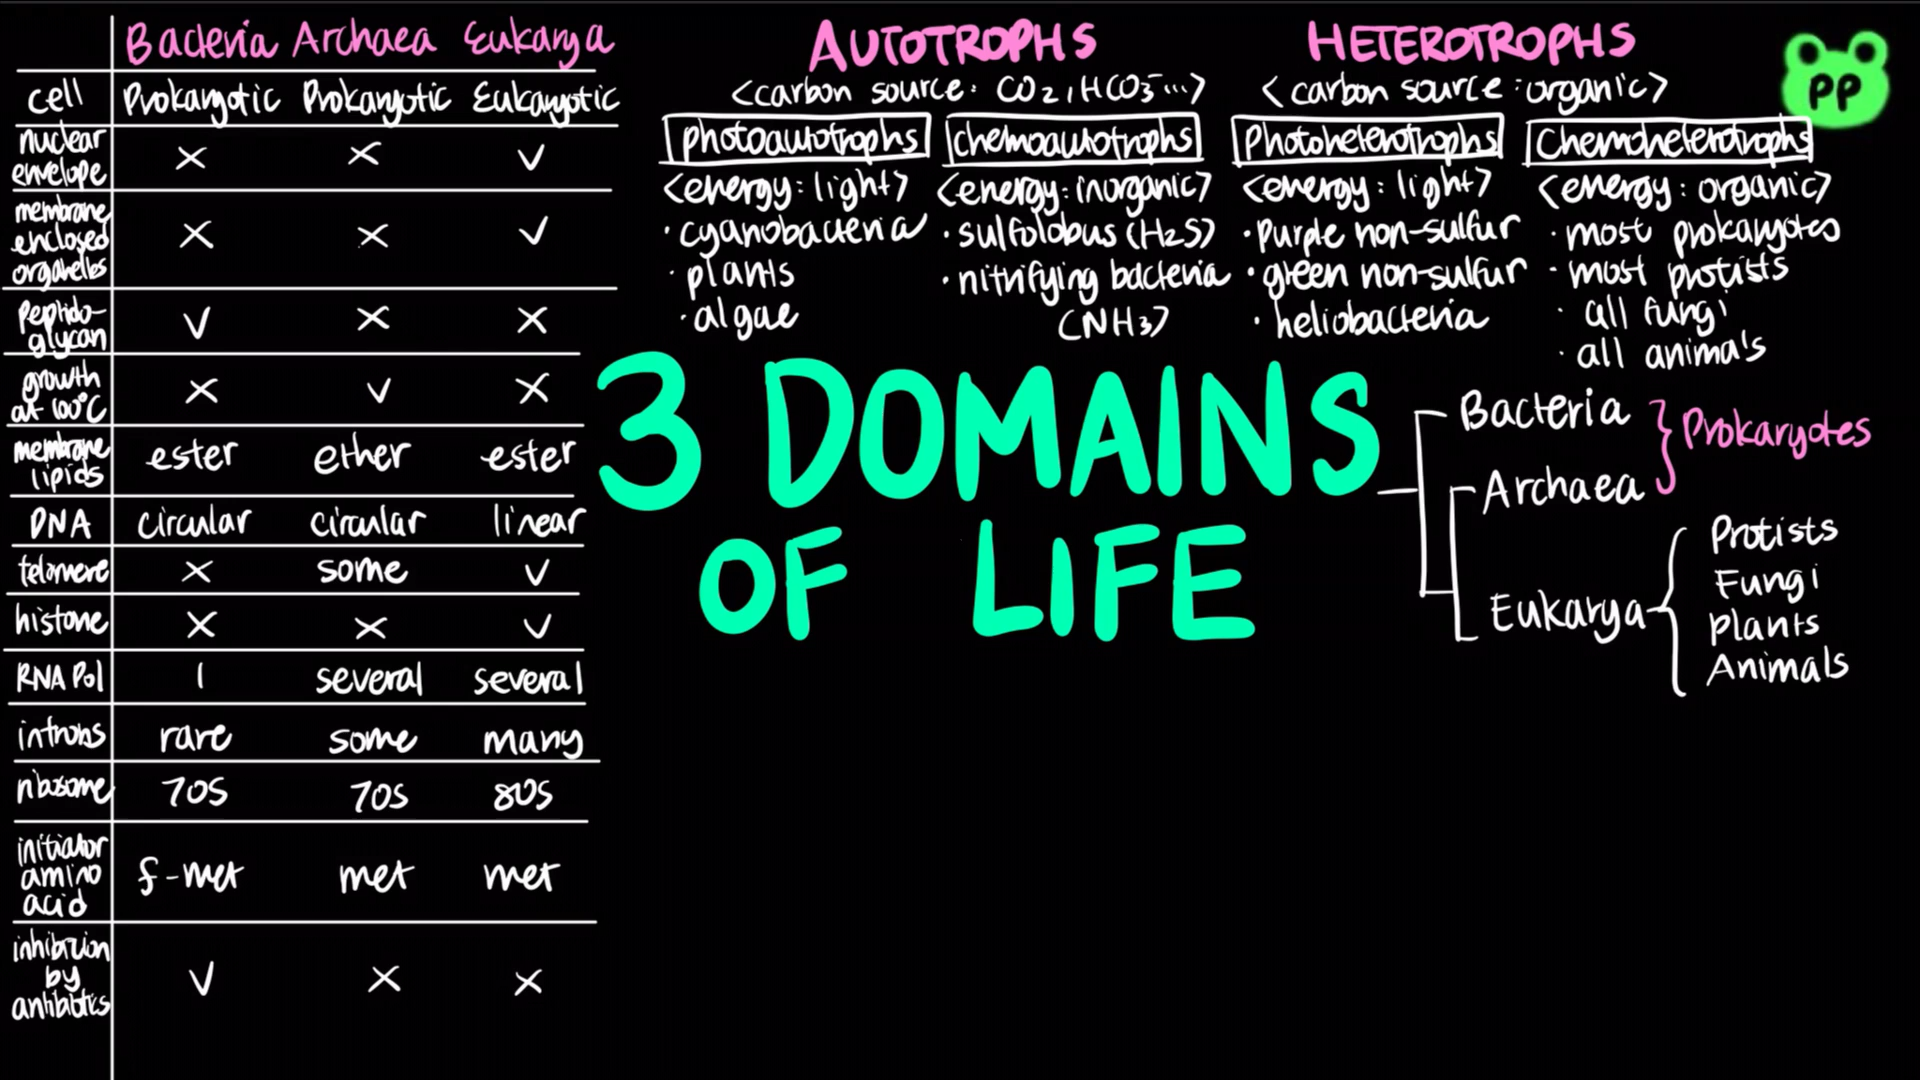 Bacteria Archaea Eukarya
cell Prokaryotic Prokaryotic Eukaryotic
nuclear
envelope X X V
membrane
enclosed
organelles X X V
peptido-
glycan V X X
growth
at 100°C X V X
membrane
lipids ester ether ester
DNA circular circular linear
telomere X some V
histone X X V
RNA Pol 1 several several
introns rare some many
ribosome 70S 70S 80S
initiator
amino
acid f-met met met
inhibition
by
antibiotics V X X
AUTOTROPHS
<carbon source: CO2, HCO3- ...>
photoautotrophs
<energy: light>
· cyanobacteria
· plants
· algae
chemoautotrophs
<energy: inorganic>
· sulfolobus (H2S)
· nitrifying bacteria
(NH3)
HETEROTROPHS
<carbon source: organic>
Photoheterotrophs
<energy: light>
· purple non-sulfur
· green non-sulfur
· heliobacteria
Chemoheterotrophs
<energy: organic>
· most prokaryotes
· most protists
· all fungi
· all animals
PP
3 DOMAINS
OF LIFE
Bacteria
Archaea
Prokaryotes
Eukarya
Protists
Fungi
Plants
Animals